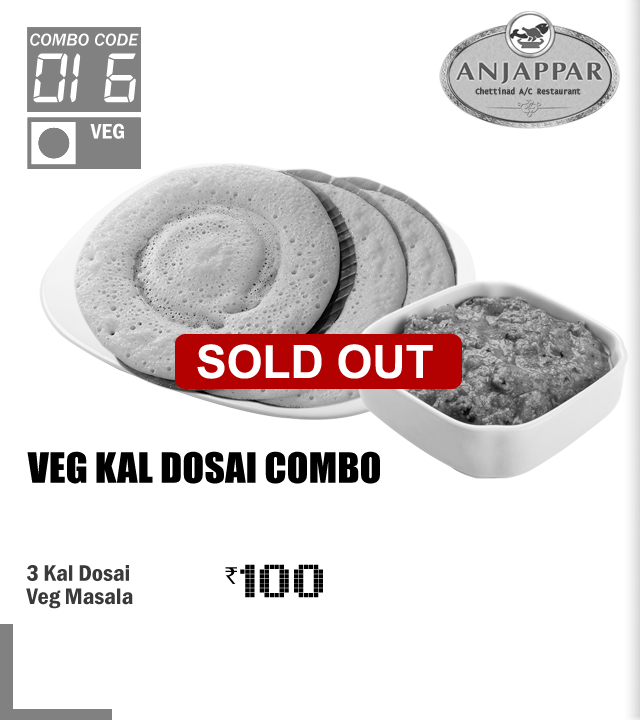 COMBO CODE
016
VEG
ANJAPPAR
Chettinad A/C Restaurant
SOLD OUT
VEG KAL DOSAI COMBO
3 Kal Dosai
Veg Masala
₹100